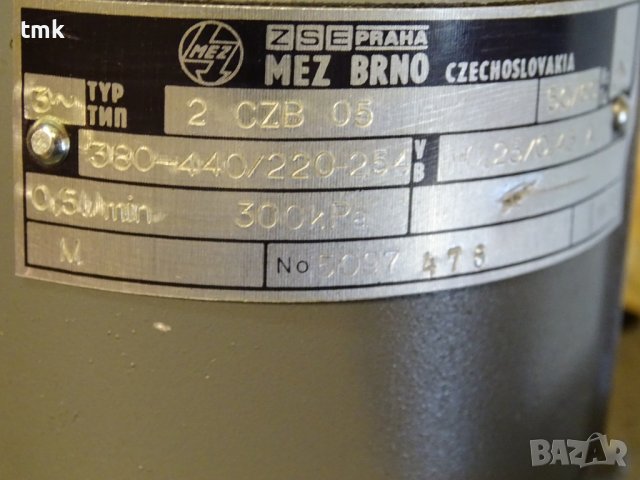 tmk
MEZ ZSE PRAHA
MEZ BRNO CZECHOSLOVAKIA
3~ TYP ТИП 2 CZB 05
380-440/220-254 V В
0,5l/min 300kPa
M No 5097 478
BAZAR